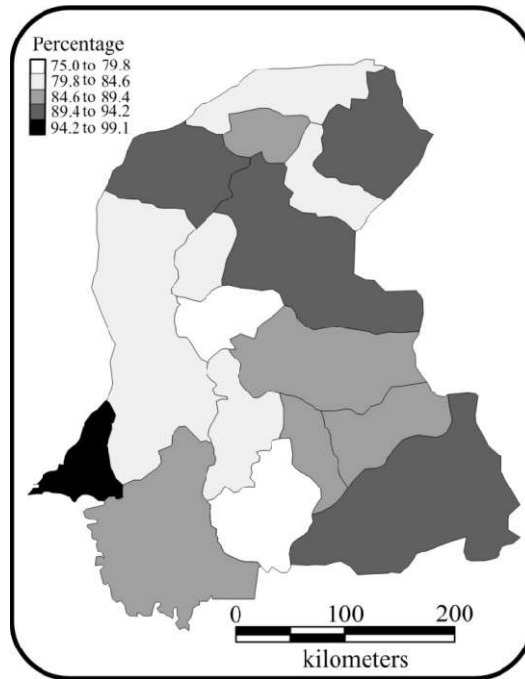 Percentage
75.0 to 79.8
79.8 to 84.6
84.6 to 89.4
89.4 to 94.2
94.2 to 99.1
0 100 200
kilometers